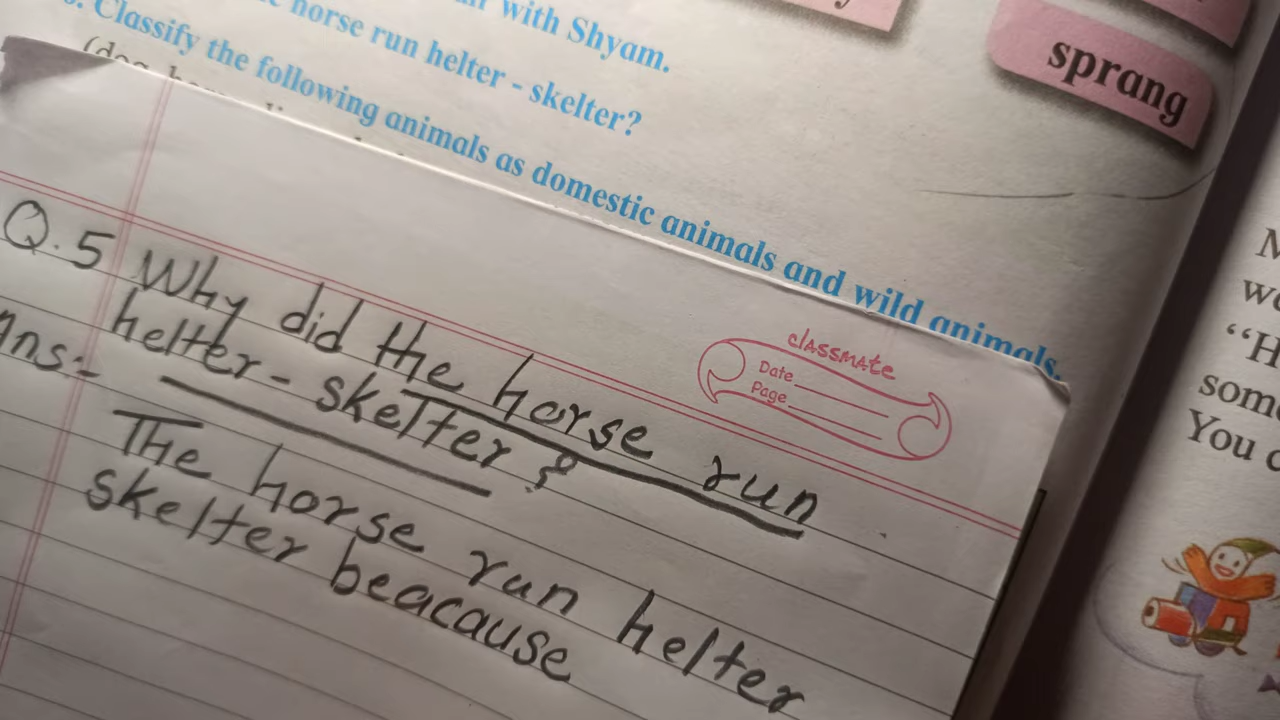 with Shyam.
horse run helter - skelter?
Classify the following animals as domestic animals and wild animals.
sprang
classmate
Date
Page
Q.5 Why did the horse run
helter - skelter?
Ans:-
The horse run helter
skelter beacause
“H
You